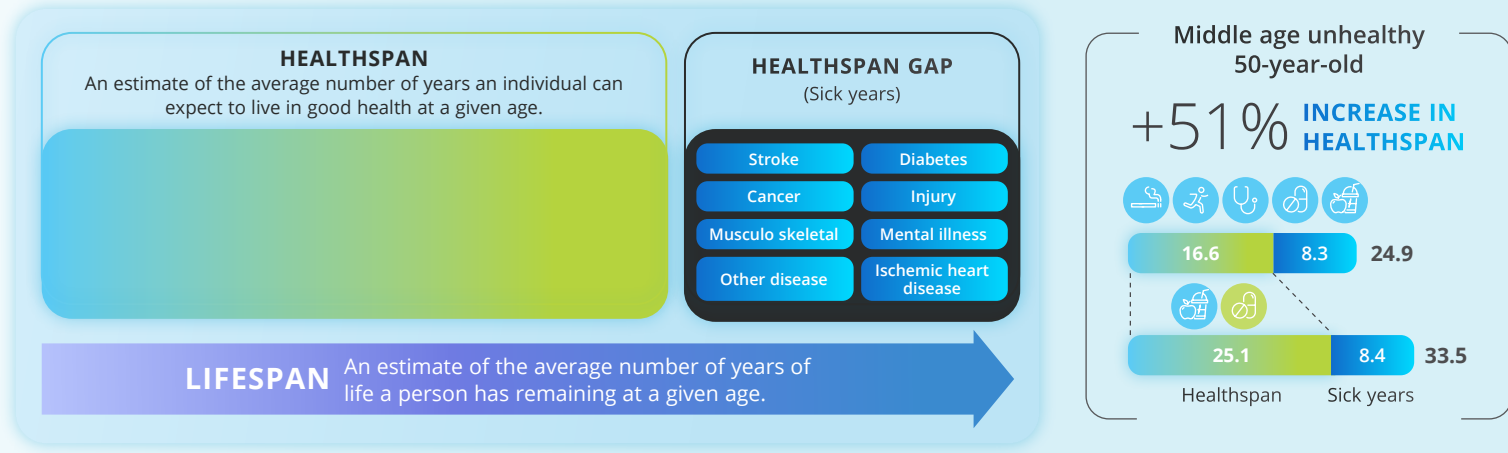 HEALTHSPAN
An estimate of the average number of years an individual can
expect to live in good health at a given age.
HEALTHSPAN GAP
(Sick years)
Stroke
Diabetes
Cancer
Injury
Musculo skeletal
Mental illness
Other disease
Ischemic heart
disease
LIFESPAN
An estimate of the average number of years of
life a person has remaining at a given age.
Middle age unhealthy
50-year-old
+51%
INCREASE IN
HEALTHSPAN
16.6
8.3
24.9
25.1
8.4
33.5
Healthspan
Sick years